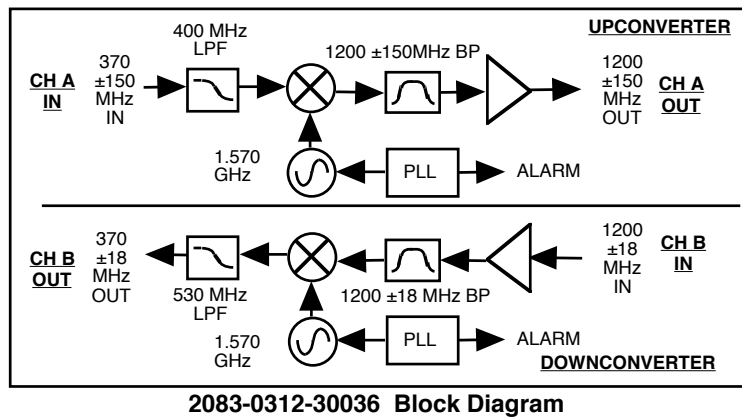 UPCONVERTER
400 MHz
LPF
1200 ±150MHz BP
CH A
IN
370
±150
MHz
IN
1200
±150
MHz
OUT
CH A
OUT
1.570
GHz
PLL
ALARM
CH B
OUT
370
±18
MHz
OUT
530 MHz
LPF
1200 ±18 MHz BP
1200
±18
MHz
IN
CH B
IN
1.570
GHz
PLL
ALARM
DOWNCONVERTER
2083-0312-30036 Block Diagram